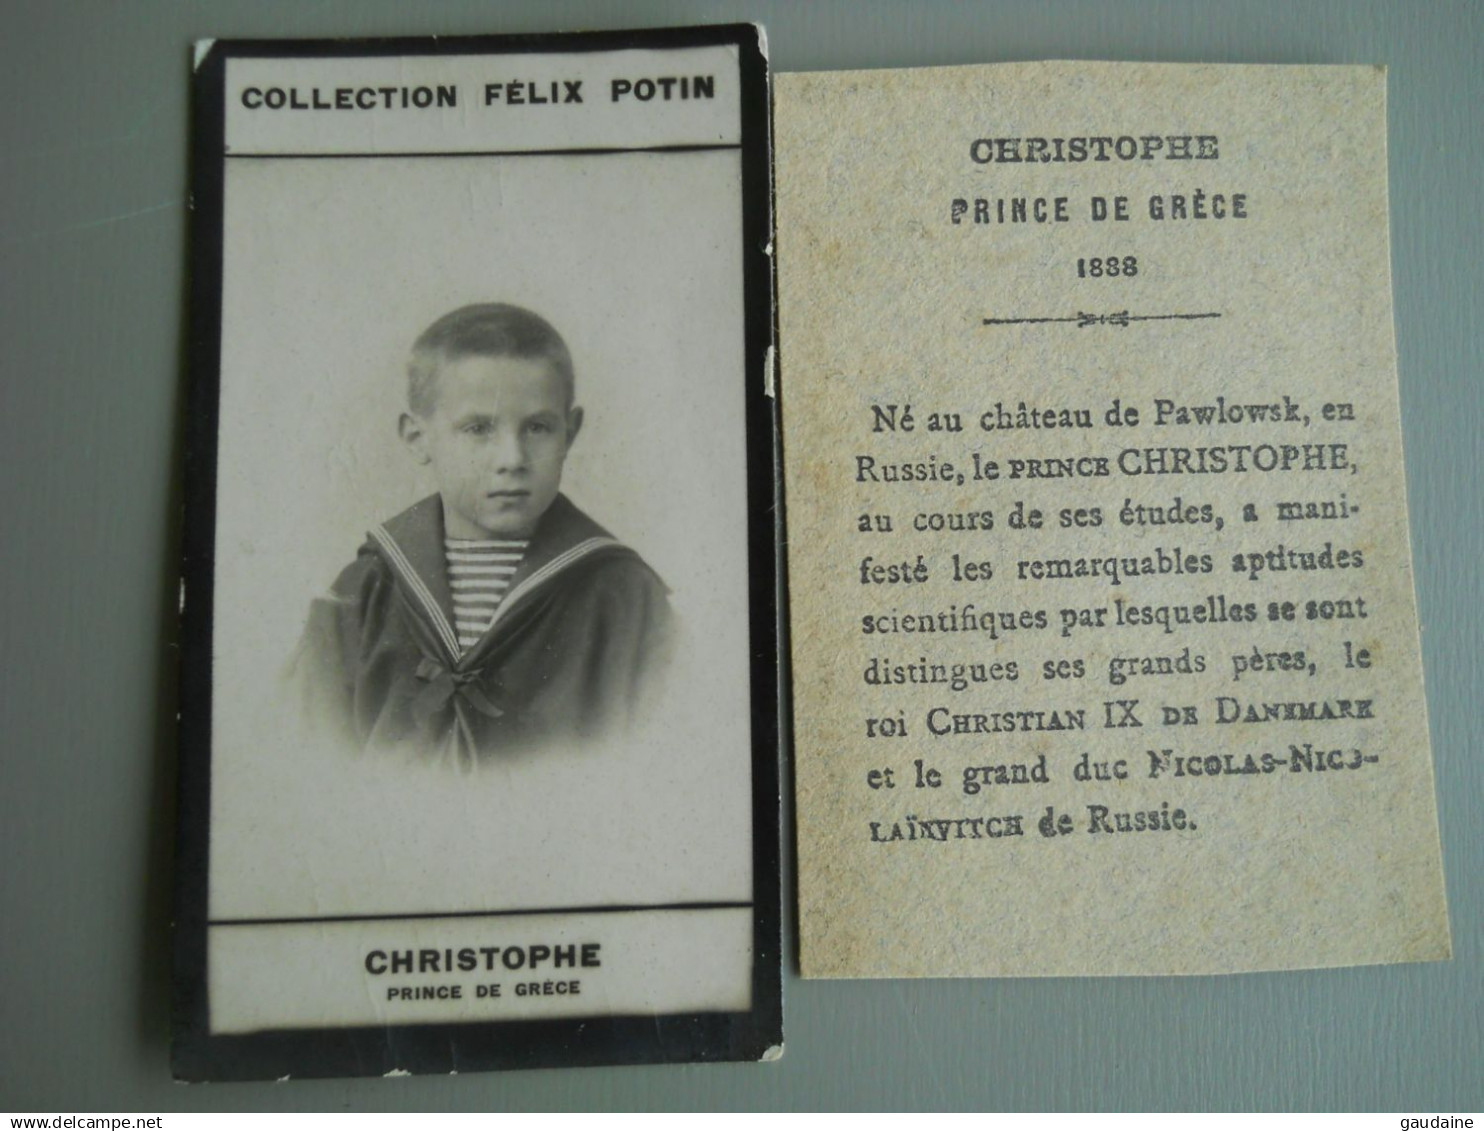 COLLECTION FÉLIX POTIN
CHRISTOPHE
PRINCE DE GRÈCE
CHRISTOPHE
PRINCE DE GRÈCE
1888
Né au château de Pawlowsk, en
Russie, le PRINCE CHRISTOPHE,
au cours de ses études, a mani-
festé les remarquables aptitudes
scientifiques par lesquelles se sont
distingues ses grands pères, le
roi CHRISTIAN IX DE DANEMARK
et le grand duc NICOLAS-NICO-
LAÏEVITCH de Russie.
delcampe.net
gaudaine